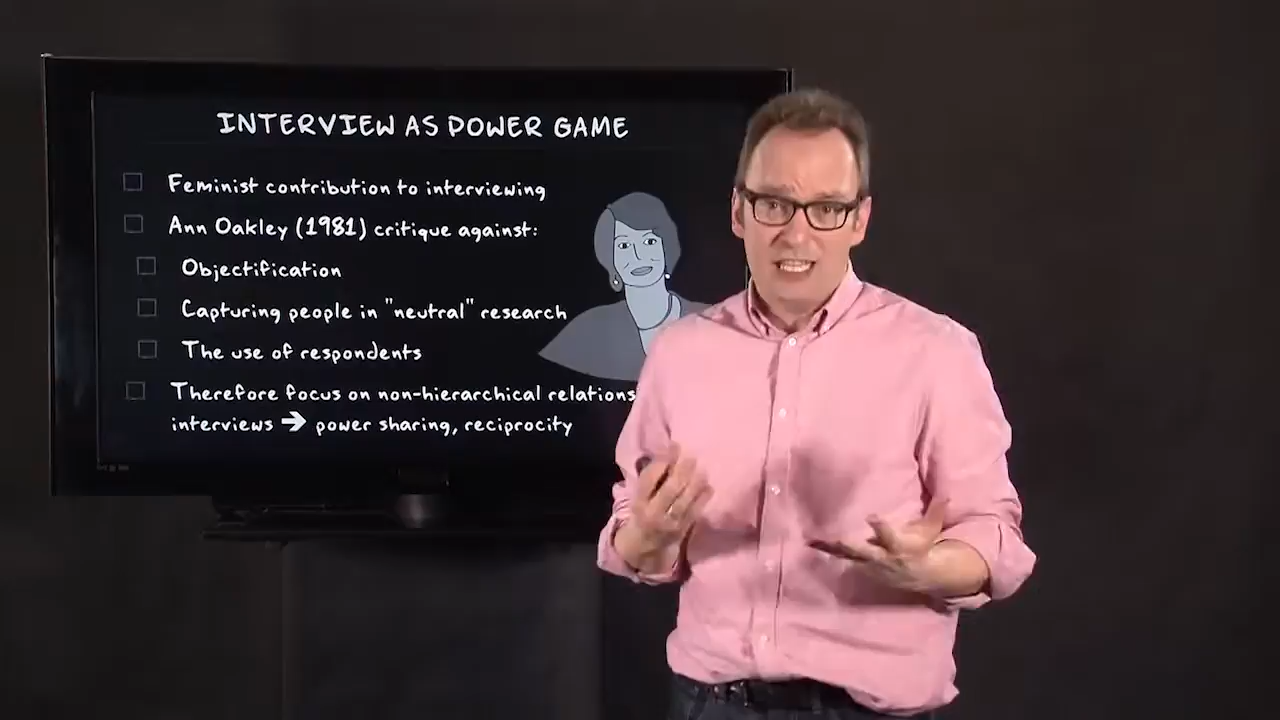 INTERVIEW AS POWER GAME
Feminist contribution to interviewing
Ann Oakley (1981) critique against:
Objectification
Capturing people in "neutral" research
The use of respondents
Therefore focus on non-hierarchical relations
interviews → power sharing, reciprocity